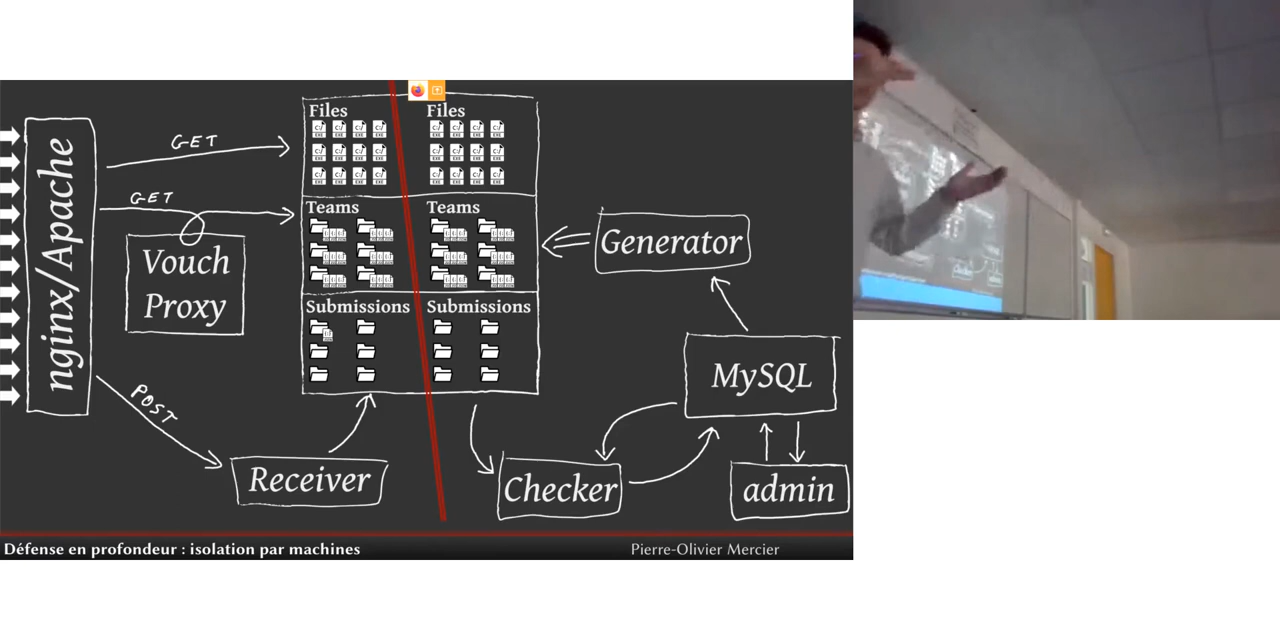 nginx/Apache
GET
GET
Vouch
Proxy
POST
Receiver
Files
Files
Teams
Teams
Submissions
Submissions
Generator
MySQL
Checker
admin
Défense en profondeur : isolation par machines
Pierre-Olivier Mercier